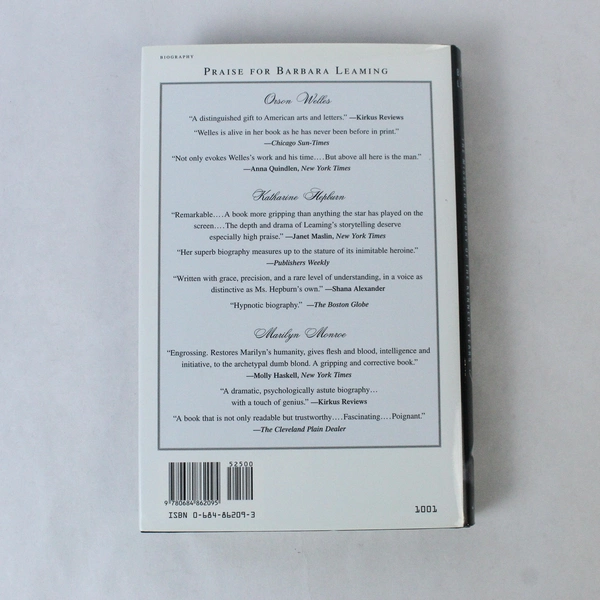 BIOGRAPHY
PRAISE FOR BARBARA LEAMING
Orson Welles
“A distinguished gift to American arts and letters.” —Kirkus Reviews
“Welles is alive in her book as he has never been before in print.”
—Chicago Sun-Times
“Not only evokes Welles’s work and his time....But above all here is the man.”
—Anna Quindlen, New York Times
Katharine Hepburn
“Remarkable....A book more gripping than anything the star has played on the
screen....The depth and drama of Leaming’s storytelling deserve
especially high praise.” —Janet Maslin, New York Times
“Her superb biography measures up to the stature of its inimitable heroine.”
—Publishers Weekly
“Written with grace, precision, and a rare level of understanding, in a voice as
distinctive as Ms. Hepburn’s own.” —Shana Alexander
“Hypnotic biography.” —The Boston Globe
Marilyn Monroe
“Engrossing. Restores Marilyn’s humanity, gives flesh and blood, intelligence and
initiative, to the archetypal dumb blond. A gripping and corrective book.”
—Molly Haskell, New York Times
“A dramatic, psychologically astute biography...
with a touch of genius.” —Kirkus Reviews
“A book that is not only readable but trustworthy....Fascinating....Poignant.”
—The Cleveland Plain Dealer
52500
9 780684 862095
ISBN 0-684-86209-3
1001